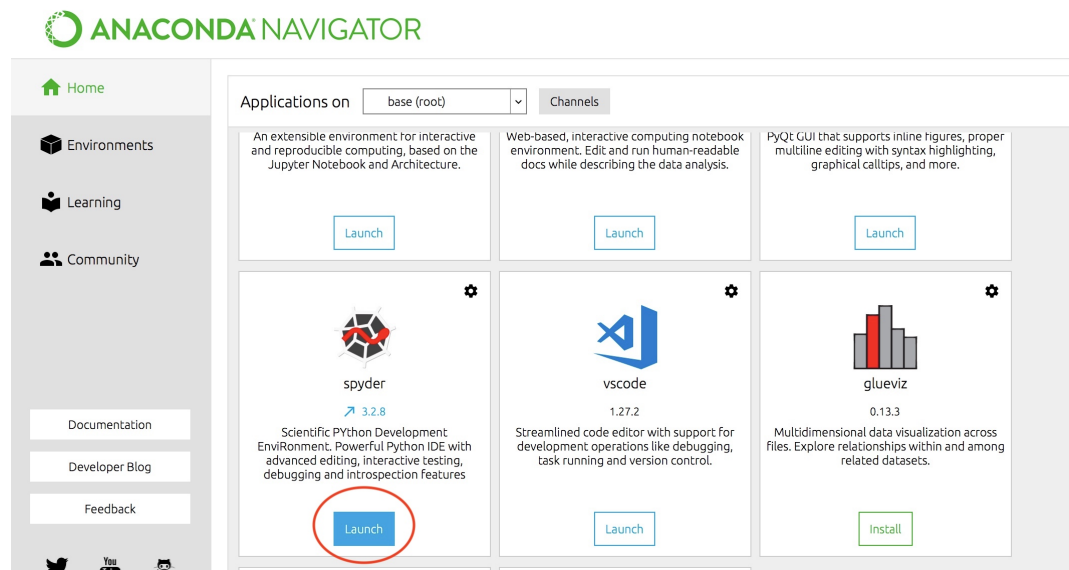 ANACONDA NAVIGATOR
Home
Environments
Learning
Community
Documentation
Developer Blog
Feedback
You
Applications on
base (root)
Channels
An extensible environment for interactive
and reproducible computing, based on the
Jupyter Notebook and Architecture.
Launch
Web-based, interactive computing notebook
environment. Edit and run human-readable
docs while describing the data analysis.
Launch
PyQt GUI that supports inline figures, proper
multiline editing with syntax highlighting,
graphical calltips, and more.
Launch
spyder
3.2.8
Scientific PYthon Development
EnviRonment. Powerful Python IDE with
advanced editing, interactive testing,
debugging and introspection features
Launch
vscode
1.27.2
Streamlined code editor with support for
development operations like debugging,
task running and version control.
Launch
glueviz
0.13.3
Multidimensional data visualization across
files. Explore relationships within and among
related datasets.
Install